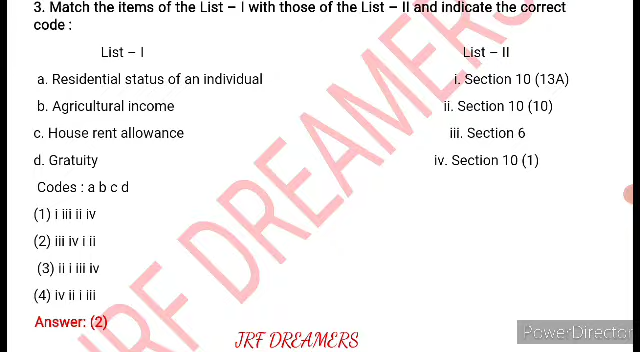 3. Match the items of the List – I with those of the List – II and indicate the correct
code :
List – I List – II
a. Residential status of an individual i. Section 10 (13A)
b. Agricultural income ii. Section 10 (10)
c. House rent allowance iii. Section 6
d. Gratuity iv. Section 10 (1)
Codes : a b c d
(1) i iii ii iv
(2) iii iv i ii
(3) ii i iii iv
(4) iv ii i iii
Answer: (2)
JRF DREAMERS
JRF DREAMERS
PowerDirector